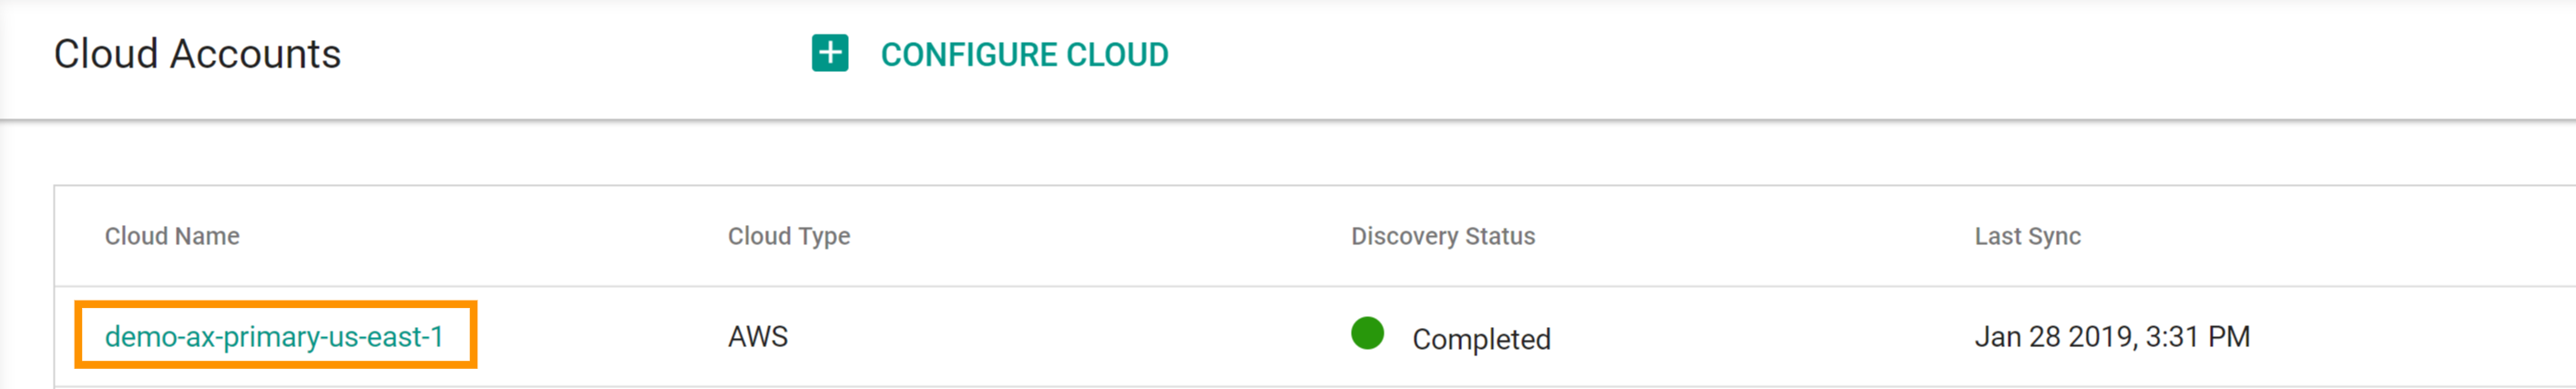 Cloud Accounts CONFIGURE CLOUD
Cloud Name Cloud Type Discovery Status Last Sync
demo-ax-primary-us-east-1 AWS Completed Jan 28 2019, 3:31 PM